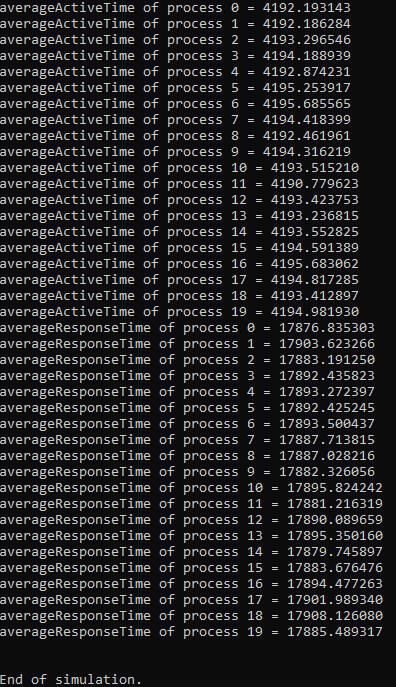 averageActiveTime of process 0 = 4192.193143
averageActiveTime of process 1 = 4192.186284
averageActiveTime of process 2 = 4193.296546
averageActiveTime of process 3 = 4194.188939
averageActiveTime of process 4 = 4192.874231
averageActiveTime of process 5 = 4195.253917
averageActiveTime of process 6 = 4195.685565
averageActiveTime of process 7 = 4194.418399
averageActiveTime of process 8 = 4192.461961
averageActiveTime of process 9 = 4194.316219
averageActiveTime of process 10 = 4193.515210
averageActiveTime of process 11 = 4190.779623
averageActiveTime of process 12 = 4193.423753
averageActiveTime of process 13 = 4193.236815
averageActiveTime of process 14 = 4193.552825
averageActiveTime of process 15 = 4194.591389
averageActiveTime of process 16 = 4195.683062
averageActiveTime of process 17 = 4194.817285
averageActiveTime of process 18 = 4193.412897
averageActiveTime of process 19 = 4194.981930
averageResponseTime of process 0 = 17876.835303
averageResponseTime of process 1 = 17903.623266
averageResponseTime of process 2 = 17883.191250
averageResponseTime of process 3 = 17892.435823
averageResponseTime of process 4 = 17893.272397
averageResponseTime of process 5 = 17892.425245
averageResponseTime of process 6 = 17893.500437
averageResponseTime of process 7 = 17887.713815
averageResponseTime of process 8 = 17887.028216
averageResponseTime of process 9 = 17882.326056
averageResponseTime of process 10 = 17895.824242
averageResponseTime of process 11 = 17881.216319
averageResponseTime of process 12 = 17890.089659
averageResponseTime of process 13 = 17895.350160
averageResponseTime of process 14 = 17879.745897
averageResponseTime of process 15 = 17883.676476
averageResponseTime of process 16 = 17894.477263
averageResponseTime of process 17 = 17901.989340
averageResponseTime of process 18 = 17908.126080
averageResponseTime of process 19 = 17885.489317
End of simulation.